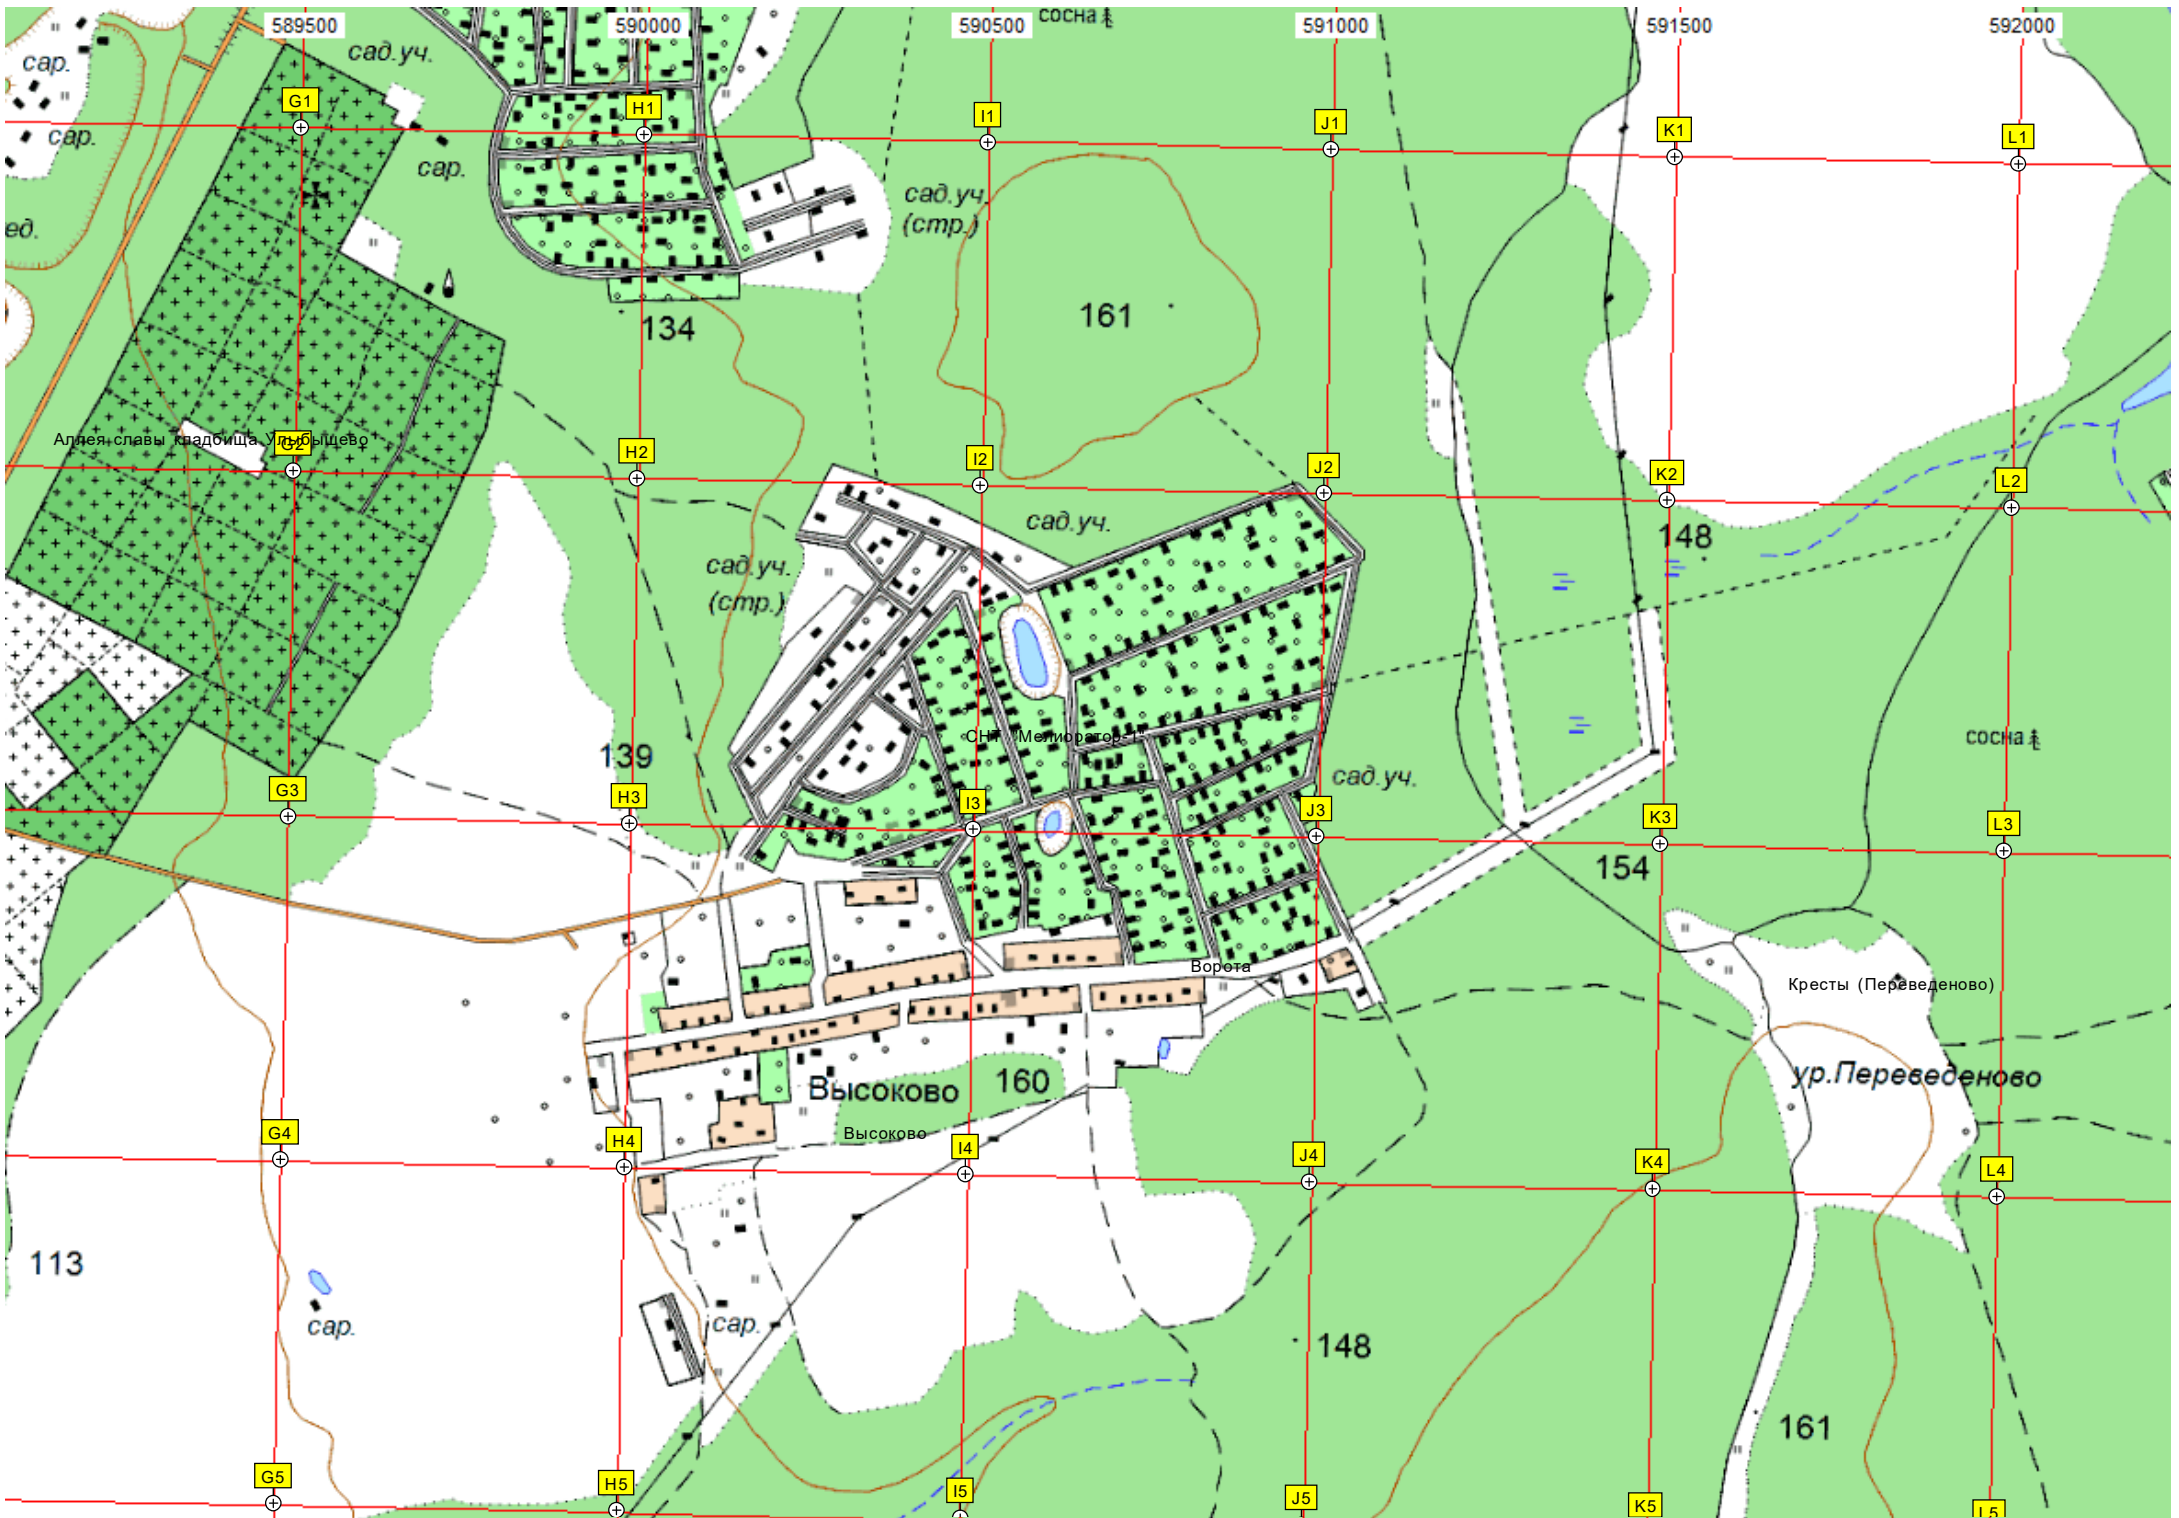 589500
590000
590500
591000
591500
592000
сосна
сад.уч.
сар.
G1
H1
I1
J1
K1
L1
сар.
сар.
сад.уч.
(стр.)
ед.
161
134
Аллея славы кладбища Улыбышево
G2
H2
I2
J2
K2
L2
сад.уч.
148
сад.уч.
(стр.)
СНТ "Мелиоратор-1"
сосна
139
сад.уч.
G3
H3
I3
J3
K3
L3
154
Ворота
Кресты (Переведеново)
ур.Переведеново
Высоково
160
Высоково
G4
H4
I4
J4
K4
L4
113
сар.
сар.
148
161
G5
H5
I5
J5
K5
L5